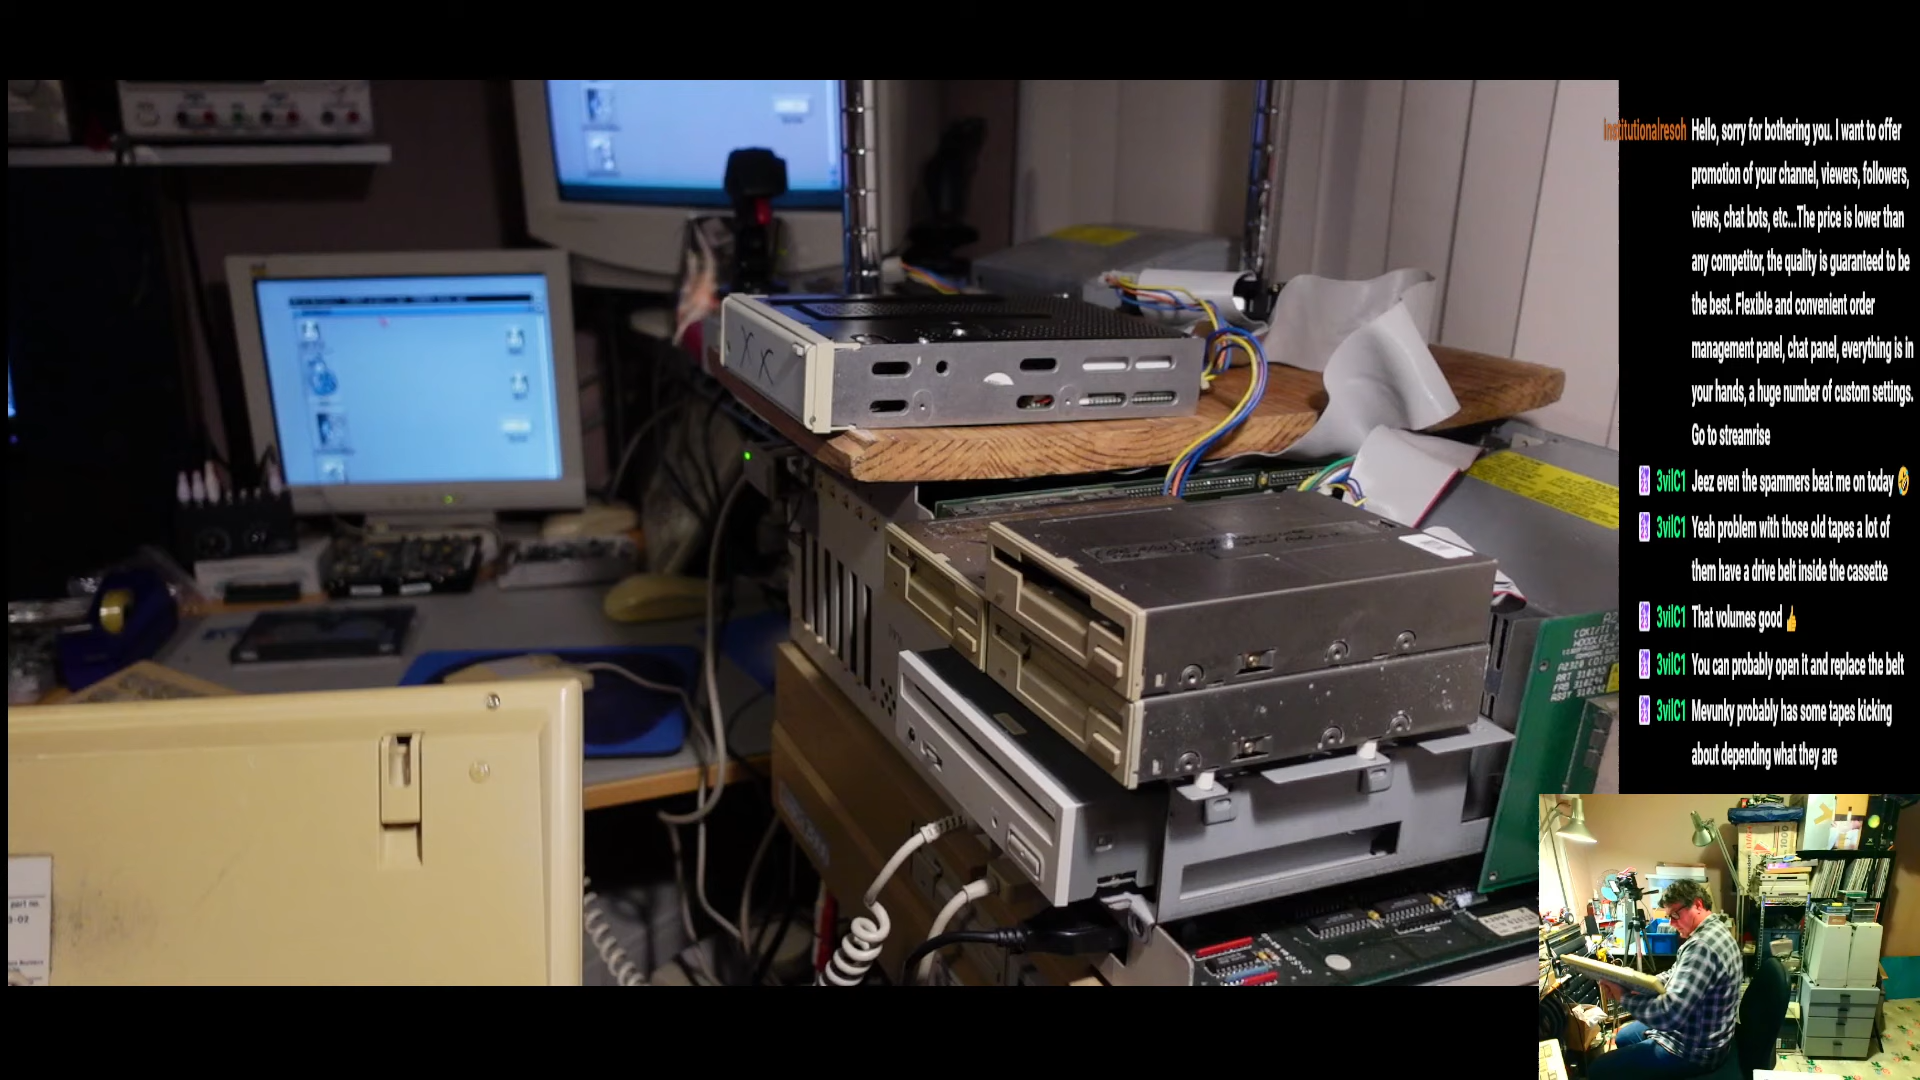 Institutionalresoh Hello, sorry for bothering you. I want to offer
promotion of your channel, viewers, followers,
views, chat bots, etc...The price is lower than
any competitor, the quality is guaranteed to be
the best. Flexible and convenient order
management panel, chat panel, everything is in
your hands, a huge number of custom settings.
Go to streamrise
3vilC1 Jeez even the spammers beat me on today 🤣
3vilC1 Yeah problem with those old tapes a lot of
them have a drive belt inside the cassette
3vilC1 That volumes good 👍
3vilC1 You can probably open it and replace the belt
3vilC1 Mevunky probably has some tapes kicking
about depending what they are
X X
part no.